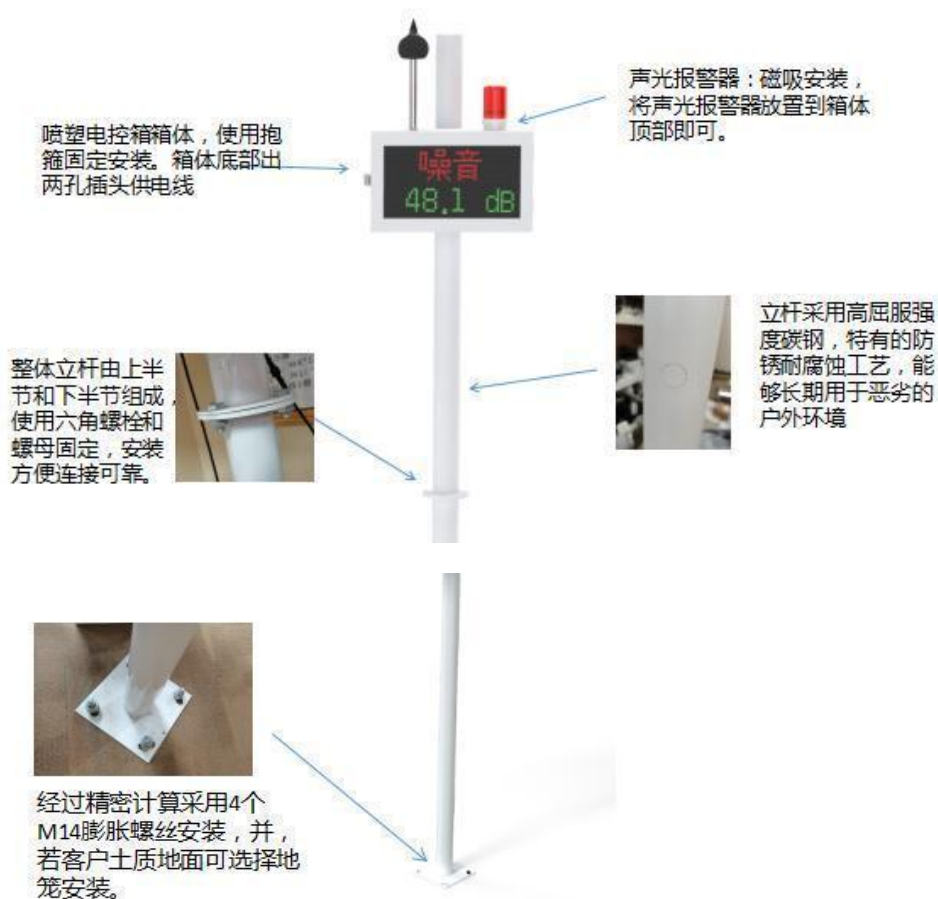 声光报警器：磁吸安装，
将声光报警器放置到箱体
顶部即可。
喷塑电控箱箱体，使用抱
箍固定安装。箱体底部出
两孔插头供电线
噪音
48.1 dB
立杆采用高屈服强
度碳钢，特有的防
锈耐腐蚀工艺，能
够长期用于恶劣的
户外环境
整体立杆由上半
节和下半节组成，
使用六角螺栓和
螺母固定，安装
方便连接可靠。
经过精密计算采用4个
M14膨胀螺丝安装，并，
若客户土质地面可选择地
笼安装。